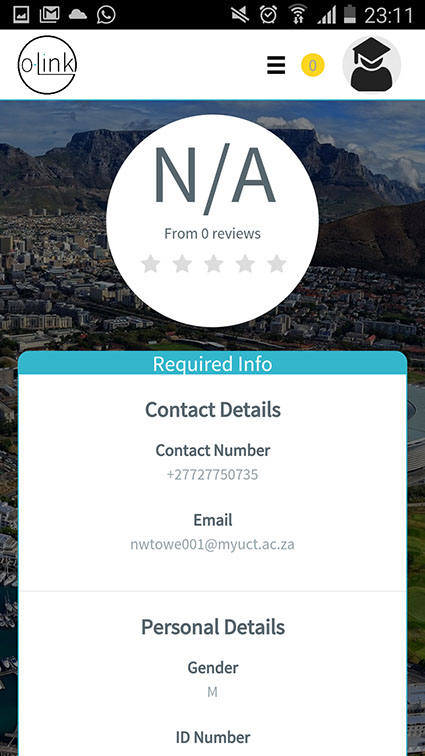 23:11
o-Link
0
N/A
From 0 reviews
Required Info
Contact Details
Contact Number
+27727750735
Email
nwtowe001@myuct.ac.za
Personal Details
Gender
M
ID Number